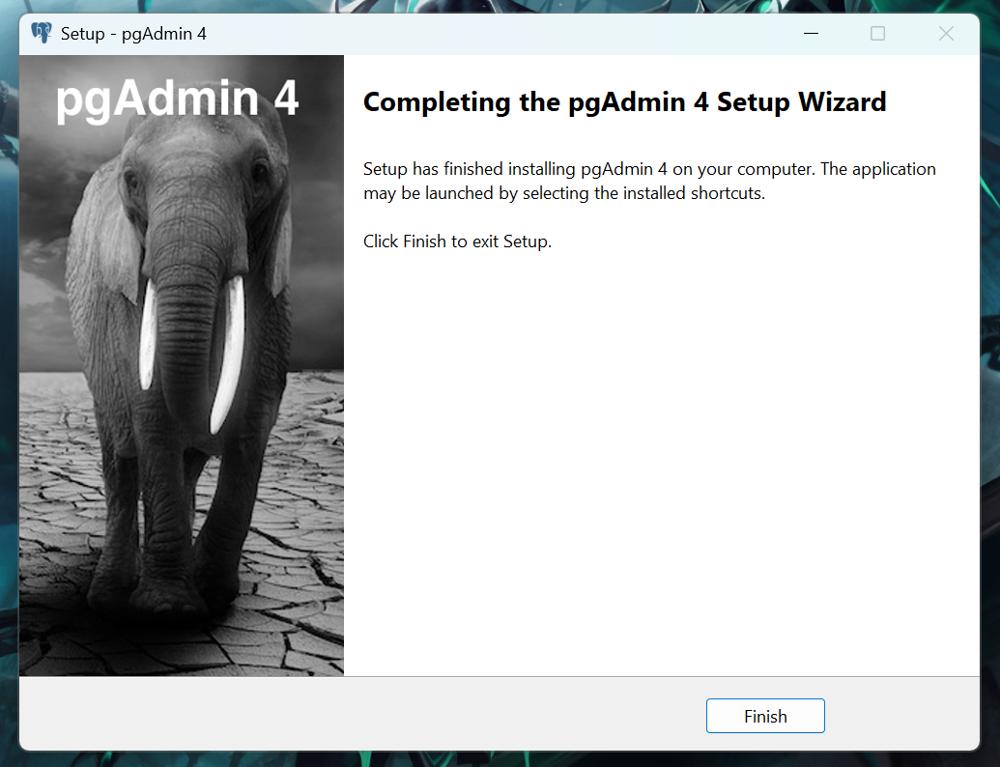 Setup - pgAdmin 4
pgAdmin 4
Completing the pgAdmin 4 Setup Wizard
Setup has finished installing pgAdmin 4 on your computer. The application
may be launched by selecting the installed shortcuts.
Click Finish to exit Setup.
Finish